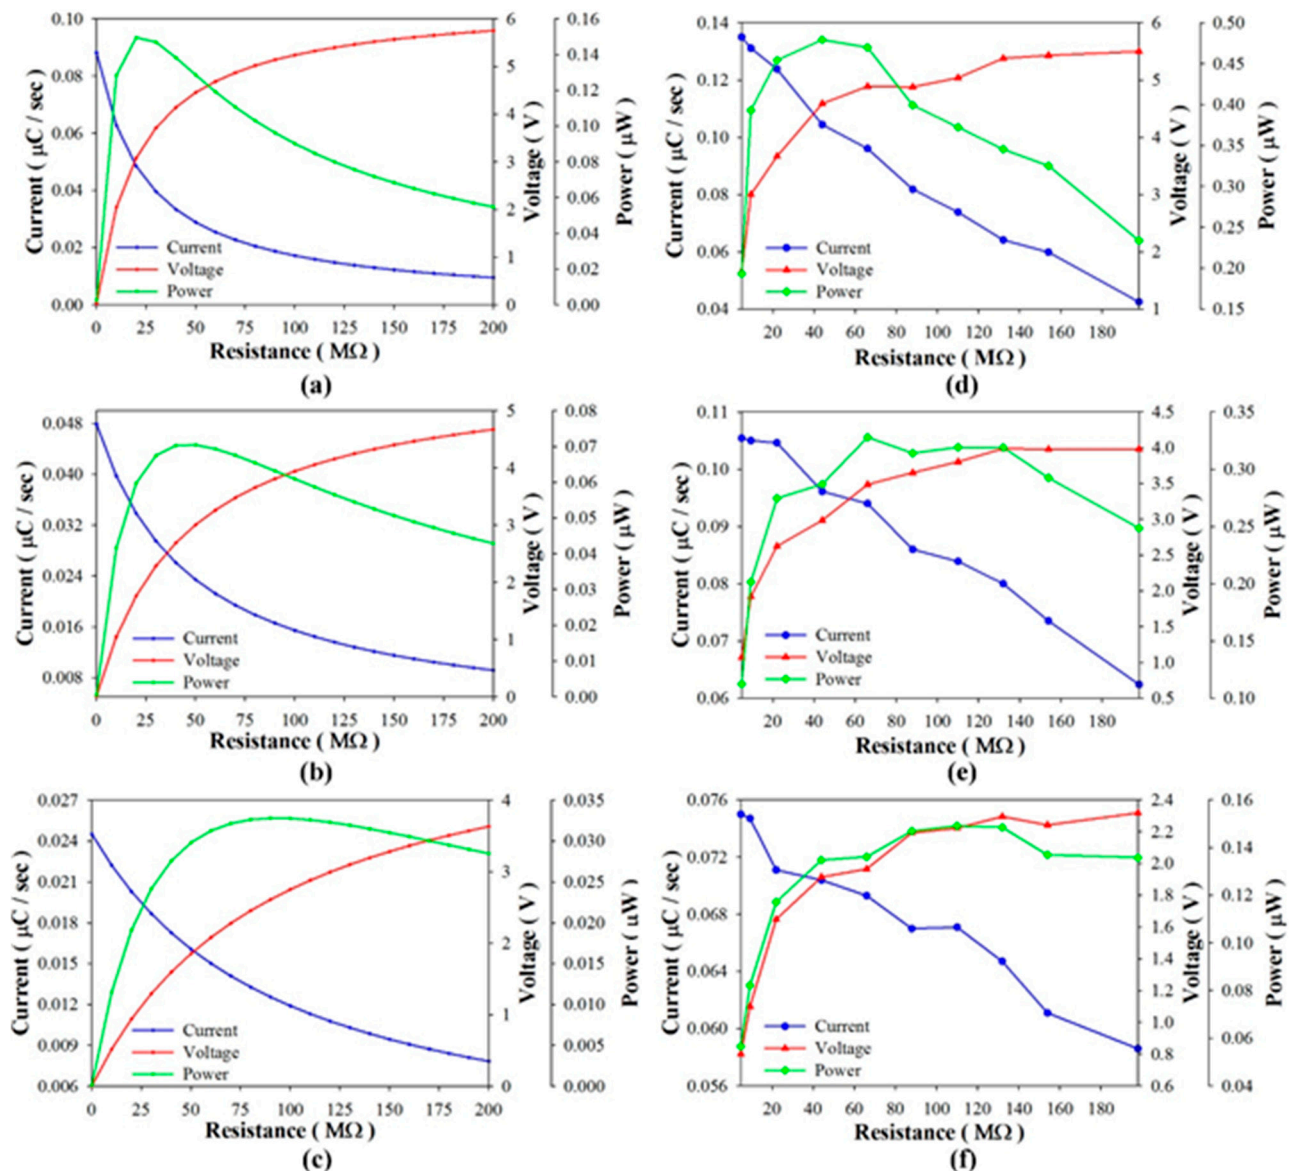 0.10
0.08
0.06
0.04
0.02
0.00
Current ( μC / sec )
6
5
4
3
2
1
0
Voltage ( V )
0.16
0.14
0.12
0.10
0.08
0.06
0.04
0.02
0.00
Power ( μW )
Current
Voltage
Power
0 25 50 75 100 125 150 175 200
Resistance ( MΩ )
(a)
0.14
0.12
0.10
0.08
0.06
0.04
Current ( μC / sec )
6
5
4
3
2
1
Voltage ( V )
0.50
0.45
0.40
0.35
0.30
0.25
0.20
0.15
Power ( μW )
Current
Voltage
Power
20 40 60 80 100 120 140 160 180
Resistance ( MΩ )
(d)
0.048
0.040
0.032
0.024
0.016
0.008
Current ( μC / sec )
5
4
3
2
1
0
Voltage ( V )
0.08
0.07
0.06
0.05
0.04
0.03
0.02
0.01
0.00
Power ( μW )
Current
Voltage
Power
0 25 50 75 100 125 150 175 200
Resistance ( MΩ )
(b)
0.11
0.10
0.09
0.08
0.07
0.06
Current ( μC / sec )
4.5
4.0
3.5
3.0
2.5
2.0
1.5
1.0
0.5
Voltage ( V )
0.35
0.30
0.25
0.20
0.15
0.10
Power ( μW )
Current
Voltage
Power
20 40 60 80 100 120 140 160 180
Resistance ( MΩ )
(e)
0.027
0.024
0.021
0.018
0.015
0.012
0.009
0.006
Current ( μC / sec )
4
3
2
1
0
Voltage ( V )
0.035
0.030
0.025
0.020
0.015
0.010
0.005
0.000
Power ( uW )
Current
Voltage
Power
0 25 50 75 100 125 150 175 200
Resistance ( MΩ )
(c)
0.076
0.072
0.068
0.064
0.060
0.056
Current ( μC / sec )
2.4
2.2
2.0
1.8
1.6
1.4
1.2
1.0
0.8
0.6
Voltage ( V )
0.16
0.14
0.12
0.10
0.08
0.06
0.04
Power ( μW )
Current
Voltage
Power
20 40 60 80 100 120 140 160 180
Resistance ( MΩ )
(f)